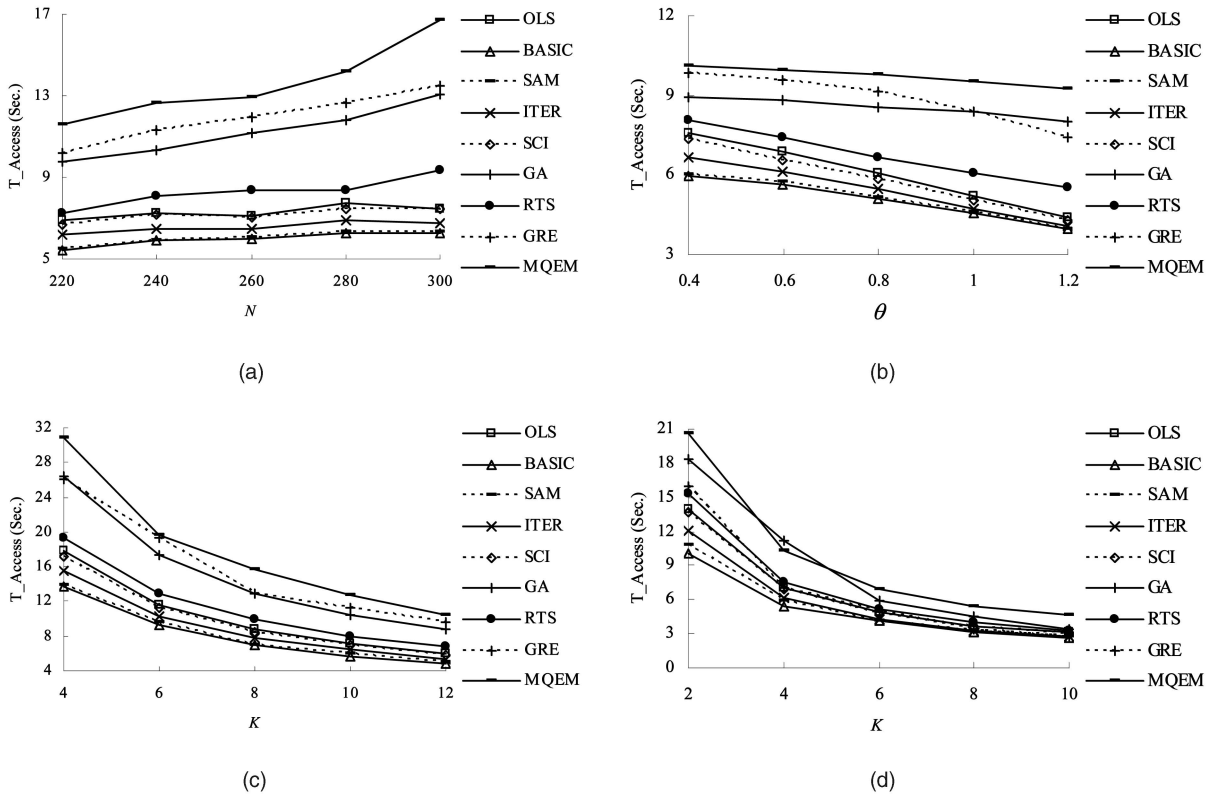 17
13
9
5
T_Access (Sec.)
220
240
260
280
300
N
OLS
BASIC
SAM
ITER
SCI
GA
RTS
GRE
MQEM
(a)
12
9
6
3
T_Access (Sec.)
0.4
0.6
0.8
1
1.2
θ
OLS
BASIC
SAM
ITER
SCI
GA
RTS
GRE
MQEM
(b)
32
28
24
20
16
12
8
4
T_Access (Sec.)
4
6
8
10
12
K
OLS
BASIC
SAM
ITER
SCI
GA
RTS
GRE
MQEM
(c)
21
18
15
12
9
6
3
0
T_Access (Sec.)
2
4
6
8
10
K
OLS
BASIC
SAM
ITER
SCI
GA
RTS
GRE
MQEM
(d)